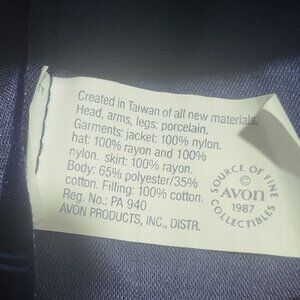 Created in Taiwan of all new materials.
Head, arms, legs: porcelain.
Garments: jacket: 100% nylon.
hat: 100% rayon and 100%
nylon. skirt: 100% rayon.
Body: 65% polyester/35%
cotton. Filling: 100% cotton.
Reg. No.: PA 940
AVON PRODUCTS, INC., DISTR.
SOURCE OF FINE
©
AVON
1987
COLLECTIBLES